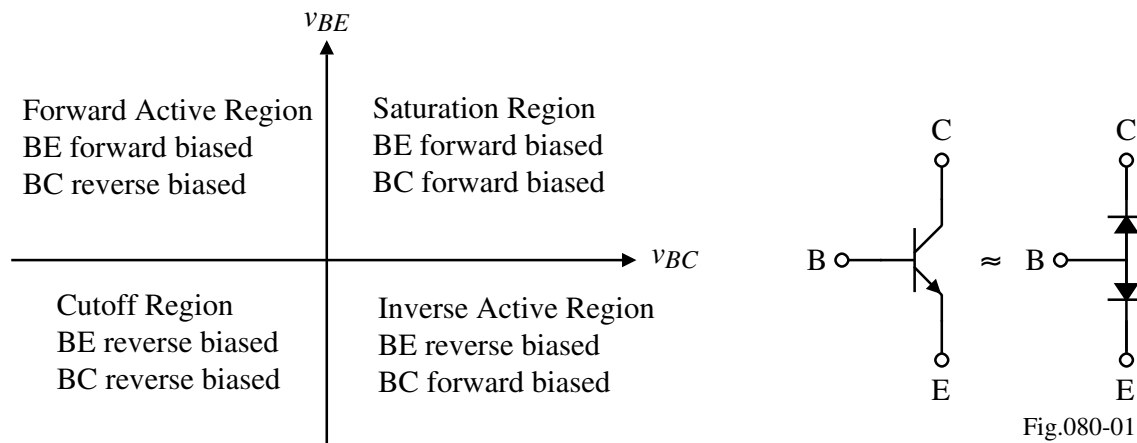 v_BE
Forward Active Region
BE forward biased
BC reverse biased
Saturation Region
BE forward biased
BC forward biased
v_BC
Cutoff Region
BE reverse biased
BC reverse biased
Inverse Active Region
BE reverse biased
BC forward biased
C
B
E
≈
C
B
E
Fig.080-01